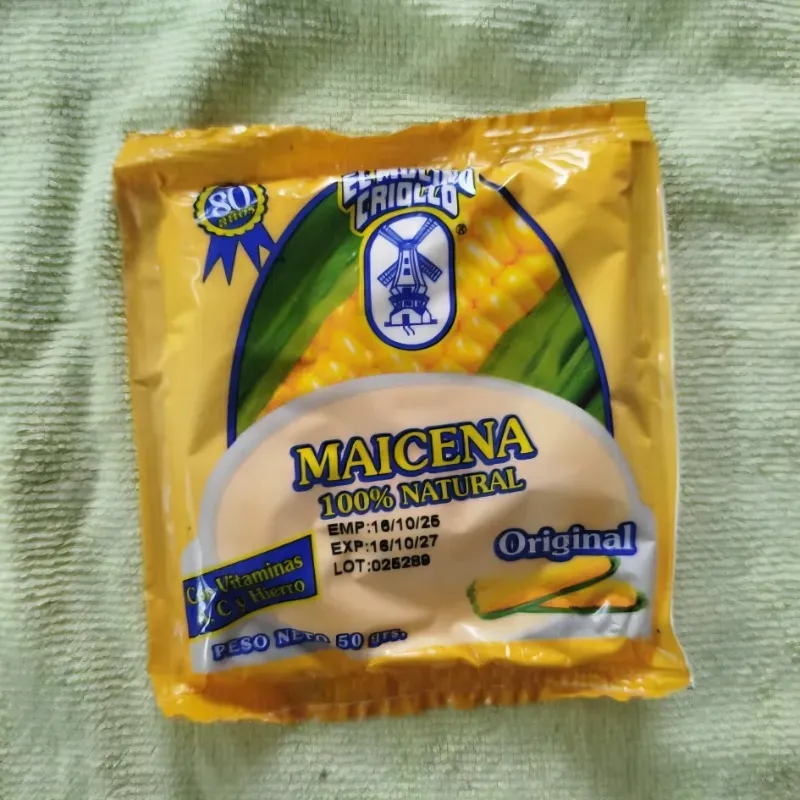 80
años
EL MOLINO
CRIOLLO
®
MAICENA
100% NATURAL
EMP:16/10/25
EXP:16/10/27
LOT:025289
Original
Vitaminas
C y Hierro
PESO NETO 50 grs.